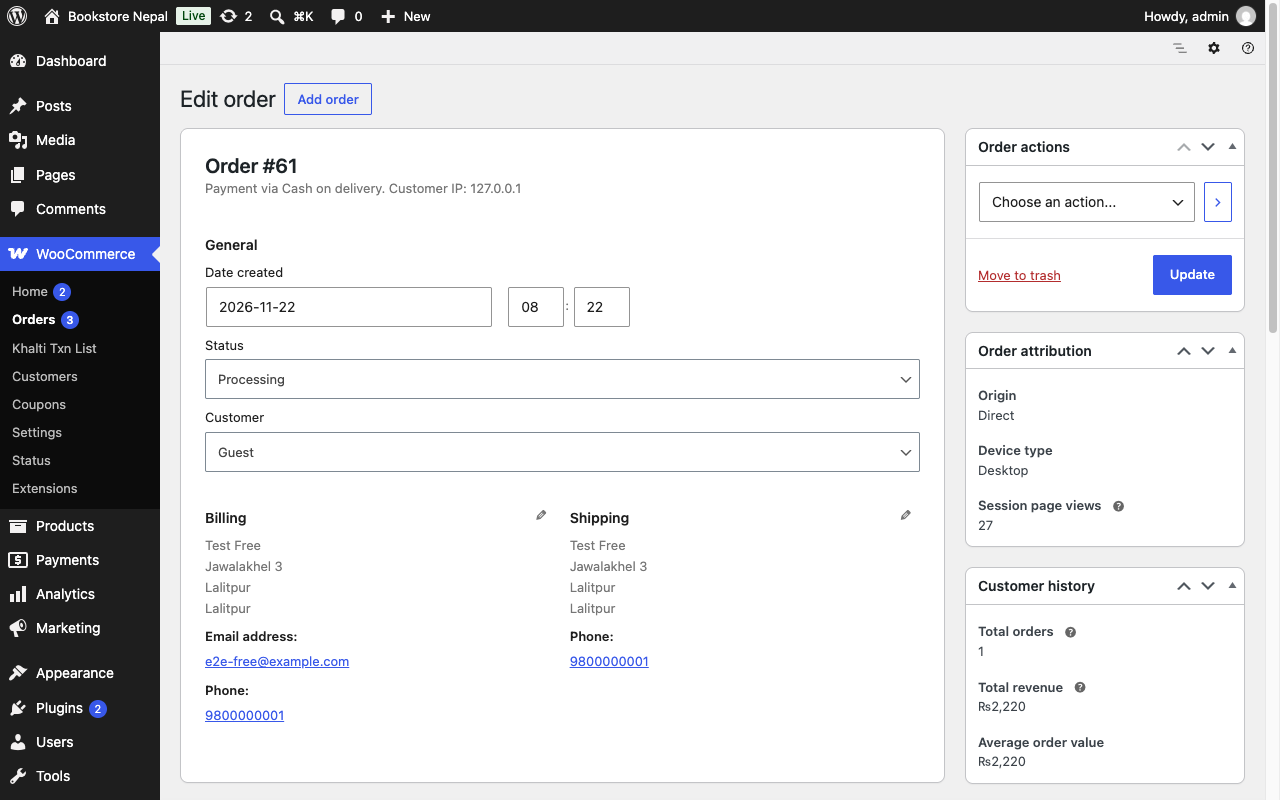 Bookstore Nepal Live 2 ⌘K 0 New Howdy, admin
Dashboard
Posts
Media
Pages
Comments
WooCommerce
Home 2
Orders 3
Khalti Txn List
Customers
Coupons
Settings
Status
Extensions
Products
Payments
Analytics
Marketing
Appearance
Plugins 2
Users
Tools
Edit order Add order
Order #61
Payment via Cash on delivery. Customer IP: 127.0.0.1
General
Date created
2026-11-22 08 : 22
Status
Processing
Customer
Guest
Billing
Test Free
Jawalakhel 3
Lalitpur
Lalitpur
Email address:
e2e-free@example.com
Phone:
9800000001
Shipping
Test Free
Jawalakhel 3
Lalitpur
Lalitpur
Phone:
9800000001
Order actions
Choose an action...
Move to trash Update
Order attribution
Origin
Direct
Device type
Desktop
Session page views
27
Customer history
Total orders
1
Total revenue
₨2,220
Average order value
₨2,220